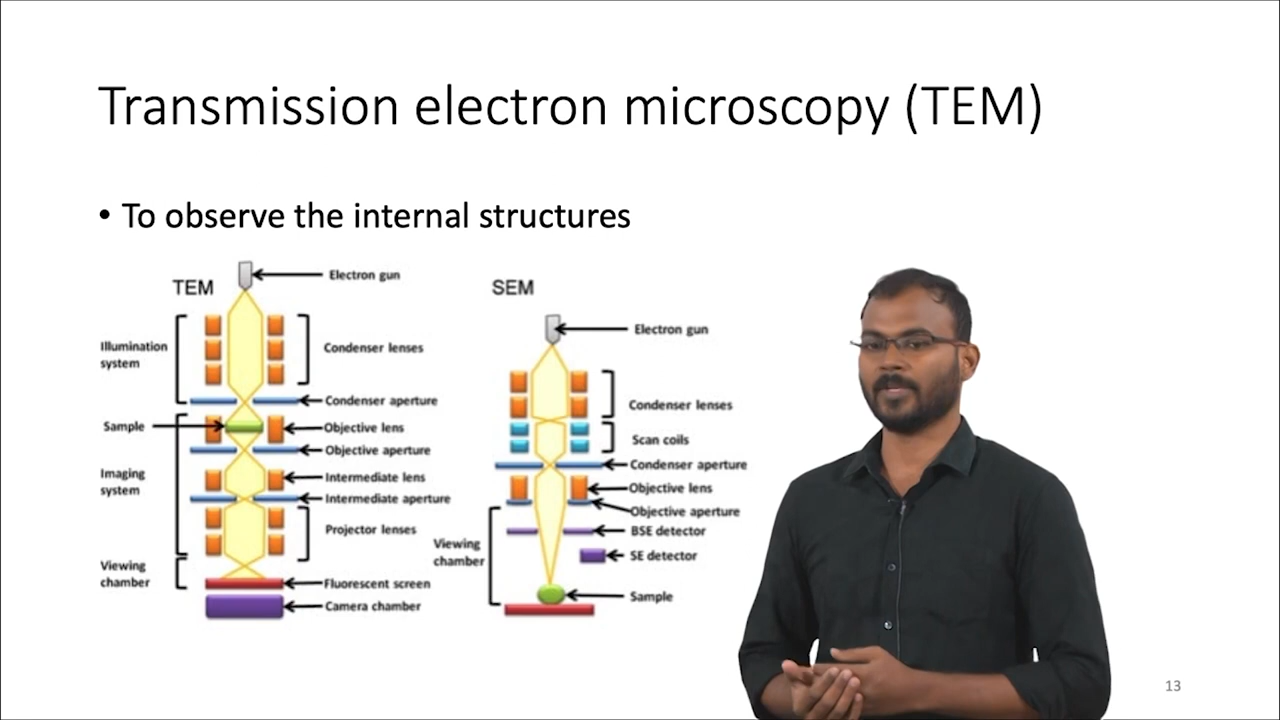 Transmission electron microscopy (TEM)
• To observe the internal structures
TEM
Electron gun
Illumination
system
Condenser lenses
Condenser aperture
Sample
Objective lens
Objective aperture
Imaging
system
Intermediate lens
Intermediate aperture
Projector lenses
Viewing
chamber
Fluorescent screen
Camera chamber
SEM
Electron gun
Condenser lenses
Scan coils
Condenser aperture
Objective lens
Objective aperture
BSE detector
Viewing
chamber
SE detector
Sample
13